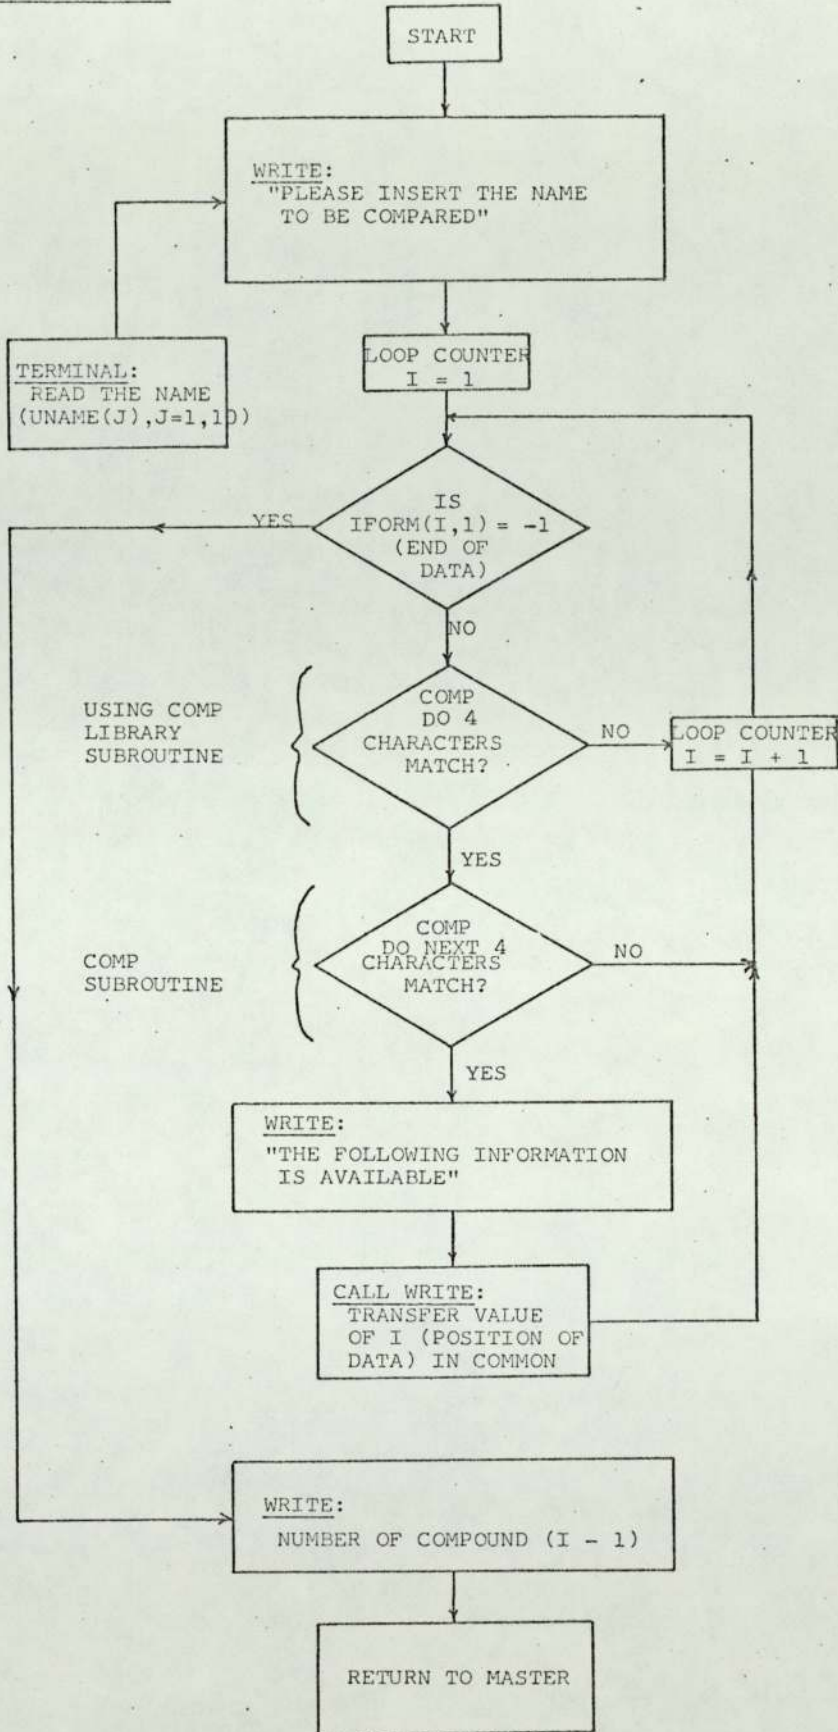 START
WRITE:
"PLEASE INSERT THE NAME
TO BE COMPARED"
TERMINAL:
READ THE NAME
(UNAME(J),J=1,10)
LOOP COUNTER
I = 1
IS
IFORM(I,1) = -1
(END OF
DATA)
YES
NO
USING COMP
LIBRARY
SUBROUTINE
COMP
DO 4
CHARACTERS
MATCH?
NO
LOOP COUNTER
I = I + 1
YES
COMP
SUBROUTINE
COMP
DO NEXT 4
CHARACTERS
MATCH?
NO
YES
WRITE:
"THE FOLLOWING INFORMATION
IS AVAILABLE"
CALL WRITE:
TRANSFER VALUE
OF I (POSITION OF
DATA) IN COMMON
WRITE:
NUMBER OF COMPOUND (I - 1)
RETURN TO MASTER